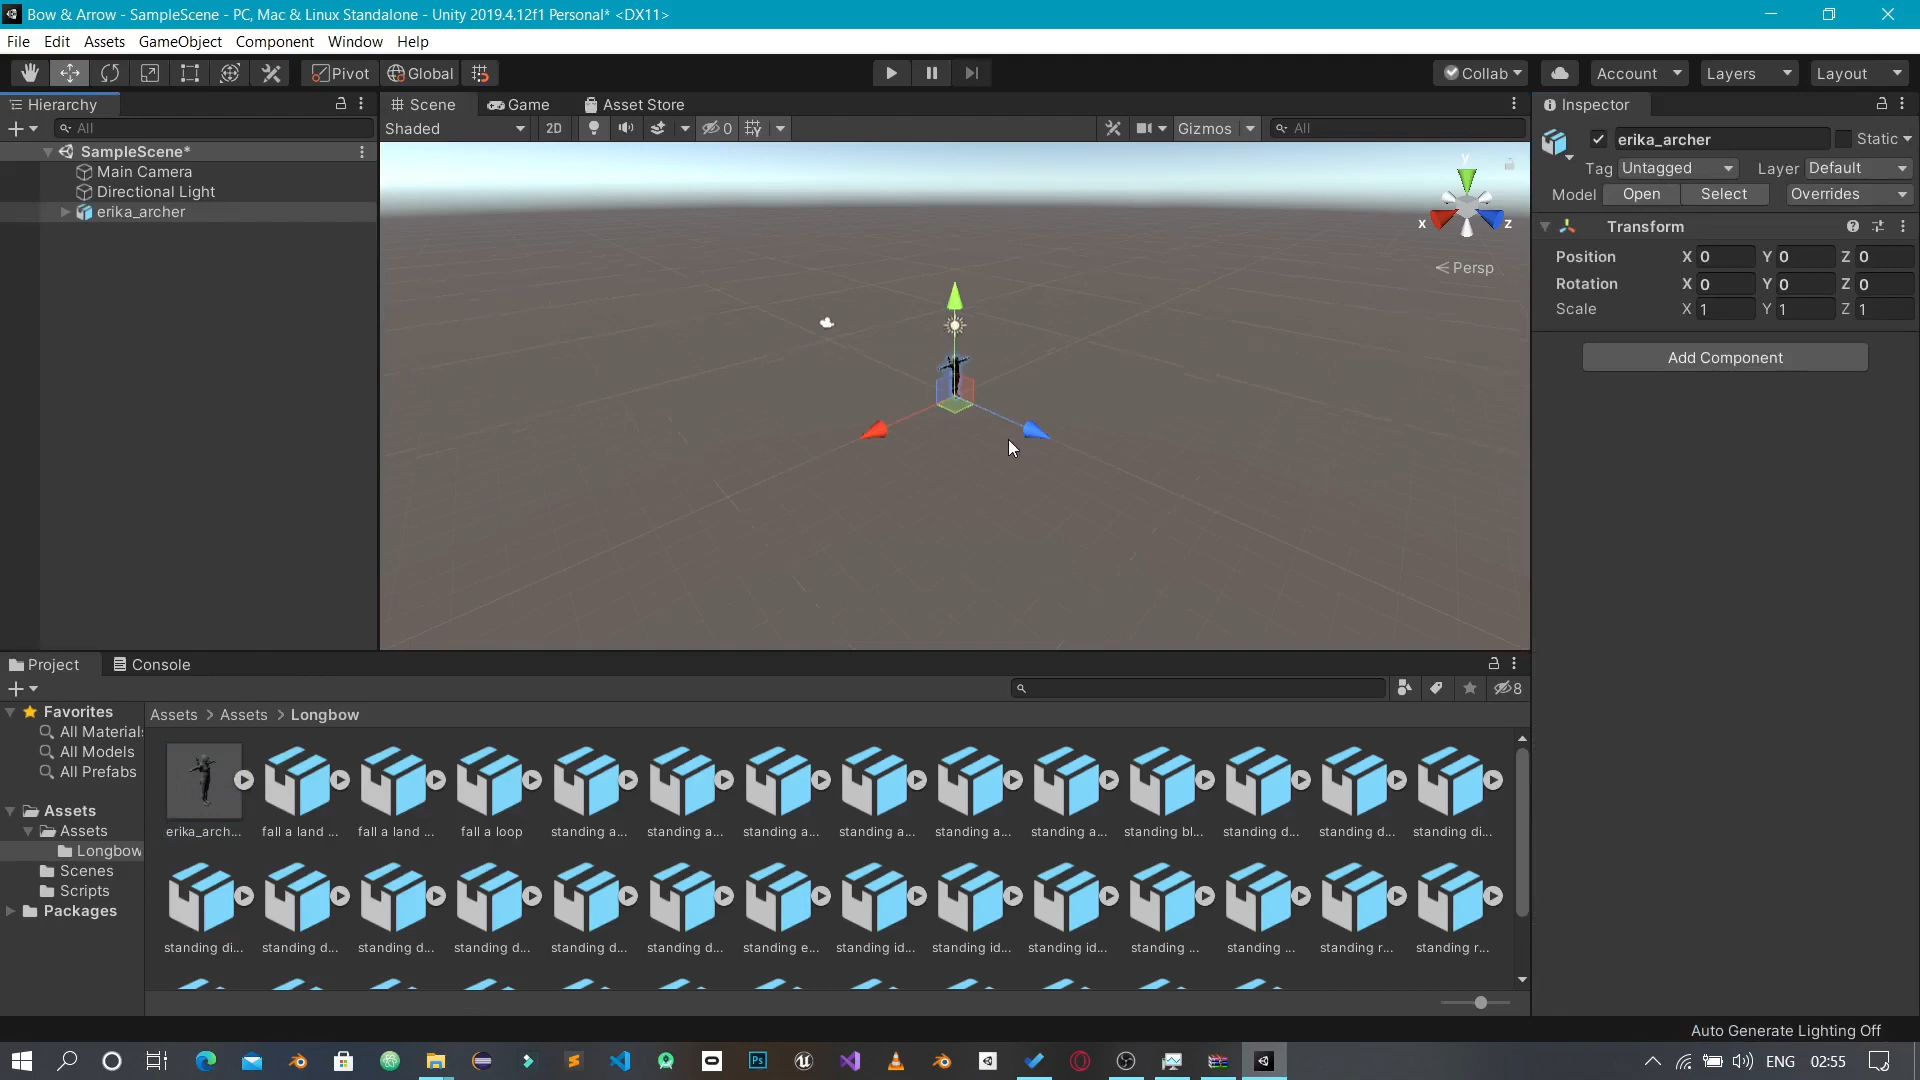 Bow & Arrow - SampleScene - PC, Mac & Linux Standalone - Unity 2019.4.12f1 Personal* <DX11>
File Edit Assets GameObject Component Window Help
Pivot Global Collab Account Layers Layout
Hierarchy
All
SampleScene*
Main Camera
Directional Light
erika_archer
Scene Game Asset Store
Shaded 2D 0 Gizmos All
y
x z
Persp
Inspector
erika_archer Static
Tag Untagged Layer Default
Model Open Select Overrides
Transform
Position X 0 Y 0 Z 0
Rotation X 0 Y 0 Z 0
Scale X 1 Y 1 Z 1
Add Component
Project Console
8
Favorites
All Materials
All Models
All Prefabs
Assets
Assets
Longbow
Scenes
Scripts
Packages
Assets > Assets > Longbow
erika_arch... fall a land ... fall a land ... fall a loop standing a... standing a... standing a... standing a... standing a... standing a... standing bl... standing d... standing d... standing di...
standing di... standing d... standing d... standing d... standing d... standing d... standing e... standing id... standing id... standing id... standing ... standing ... standing r... standing r...
Auto Generate Lighting Off
Ps
ENG 02:55